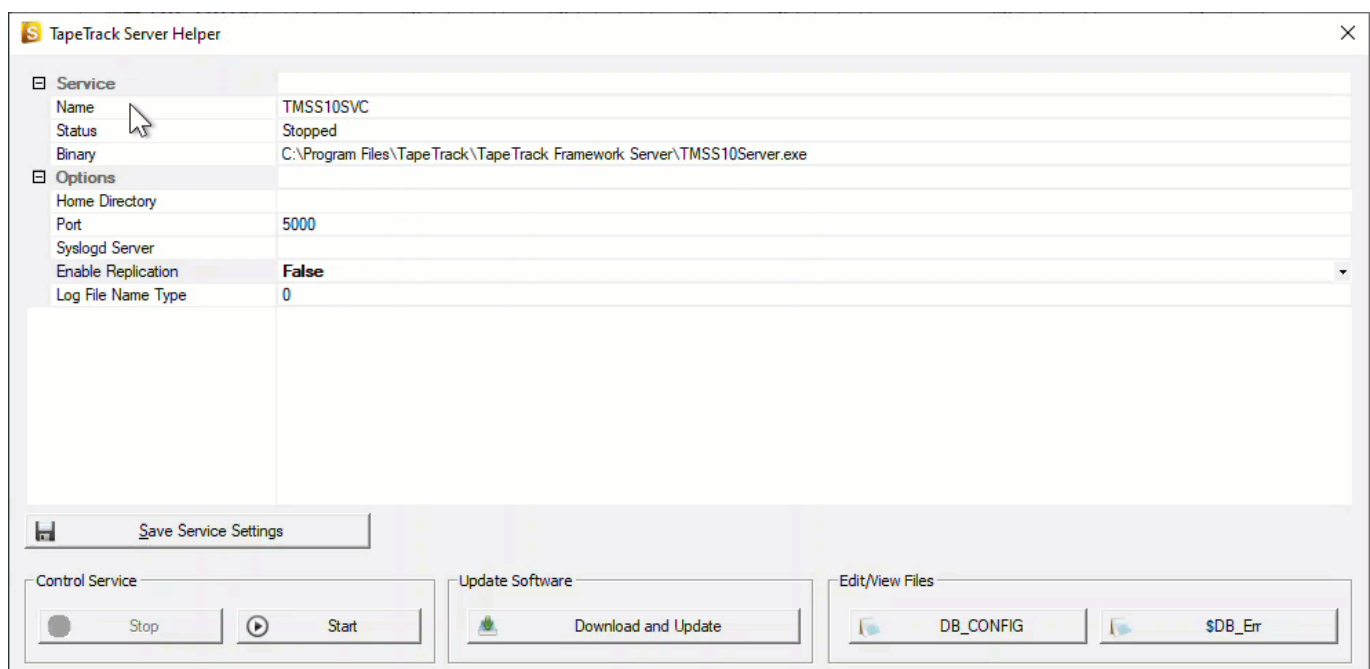 TapeTrack Server Helper
Service
Name TMSS10SVC
Status Stopped
Binary C:\Program Files\TapeTrack\TapeTrack Framework Server\TMSS10Server.exe
Options
Home Directory
Port 5000
Syslogd Server
Enable Replication False
Log File Name Type 0
Save Service Settings
Control Service Update Software Edit/View Files
Stop Start Download and Update DB_CONFIG $DB_Err